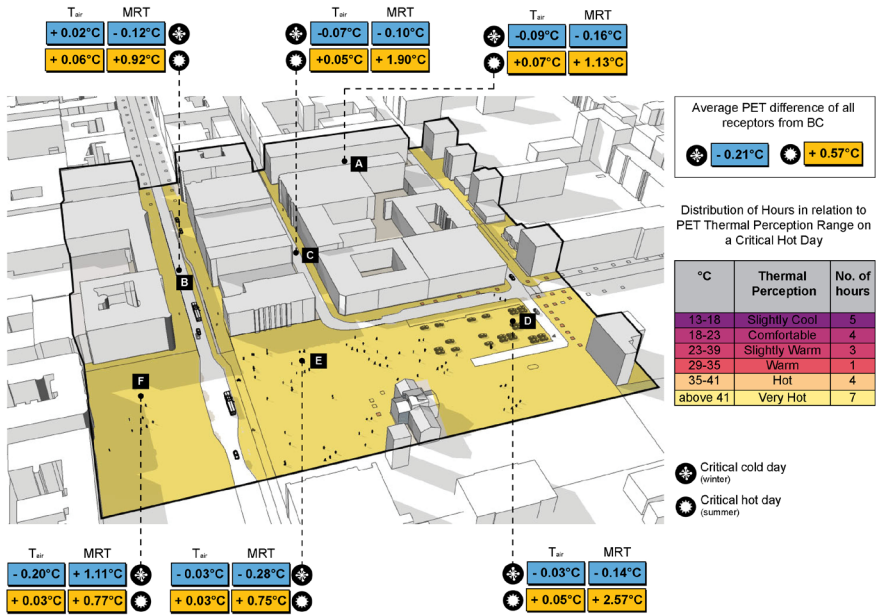 Tair MRT
+ 0.02°C - 0.12°C
+ 0.06°C +0.92°C
Tair MRT
-0.07°C - 0.10°C
+0.05°C + 1.90°C
Tair MRT
-0.09°C - 0.16°C
+0.07°C + 1.13°C
A
B
C
D
E
F
Average PET difference of all
receptors from BC
- 0.21°C + 0.57°C
Distribution of Hours in relation to
PET Thermal Perception Range on
a Critical Hot Day
°C Thermal Perception No. of hours
13-18 Slightly Cool 5
18-23 Comfortable 4
23-39 Slightly Warm 3
29-35 Warm 1
35-41 Hot 4
above 41 Very Hot 7
Critical cold day
(winter)
Critical hot day
(summer)
Tair MRT
- 0.20°C + 1.11°C
+ 0.03°C + 0.77°C
Tair MRT
- 0.03°C - 0.28°C
+ 0.03°C + 0.75°C
Tair MRT
- 0.03°C - 0.14°C
+ 0.05°C + 2.57°C